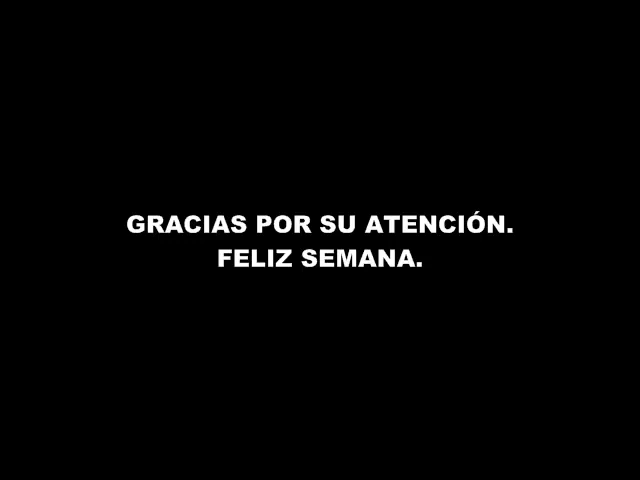 GRACIAS POR SU ATENCIÓN.
FELIZ SEMANA.